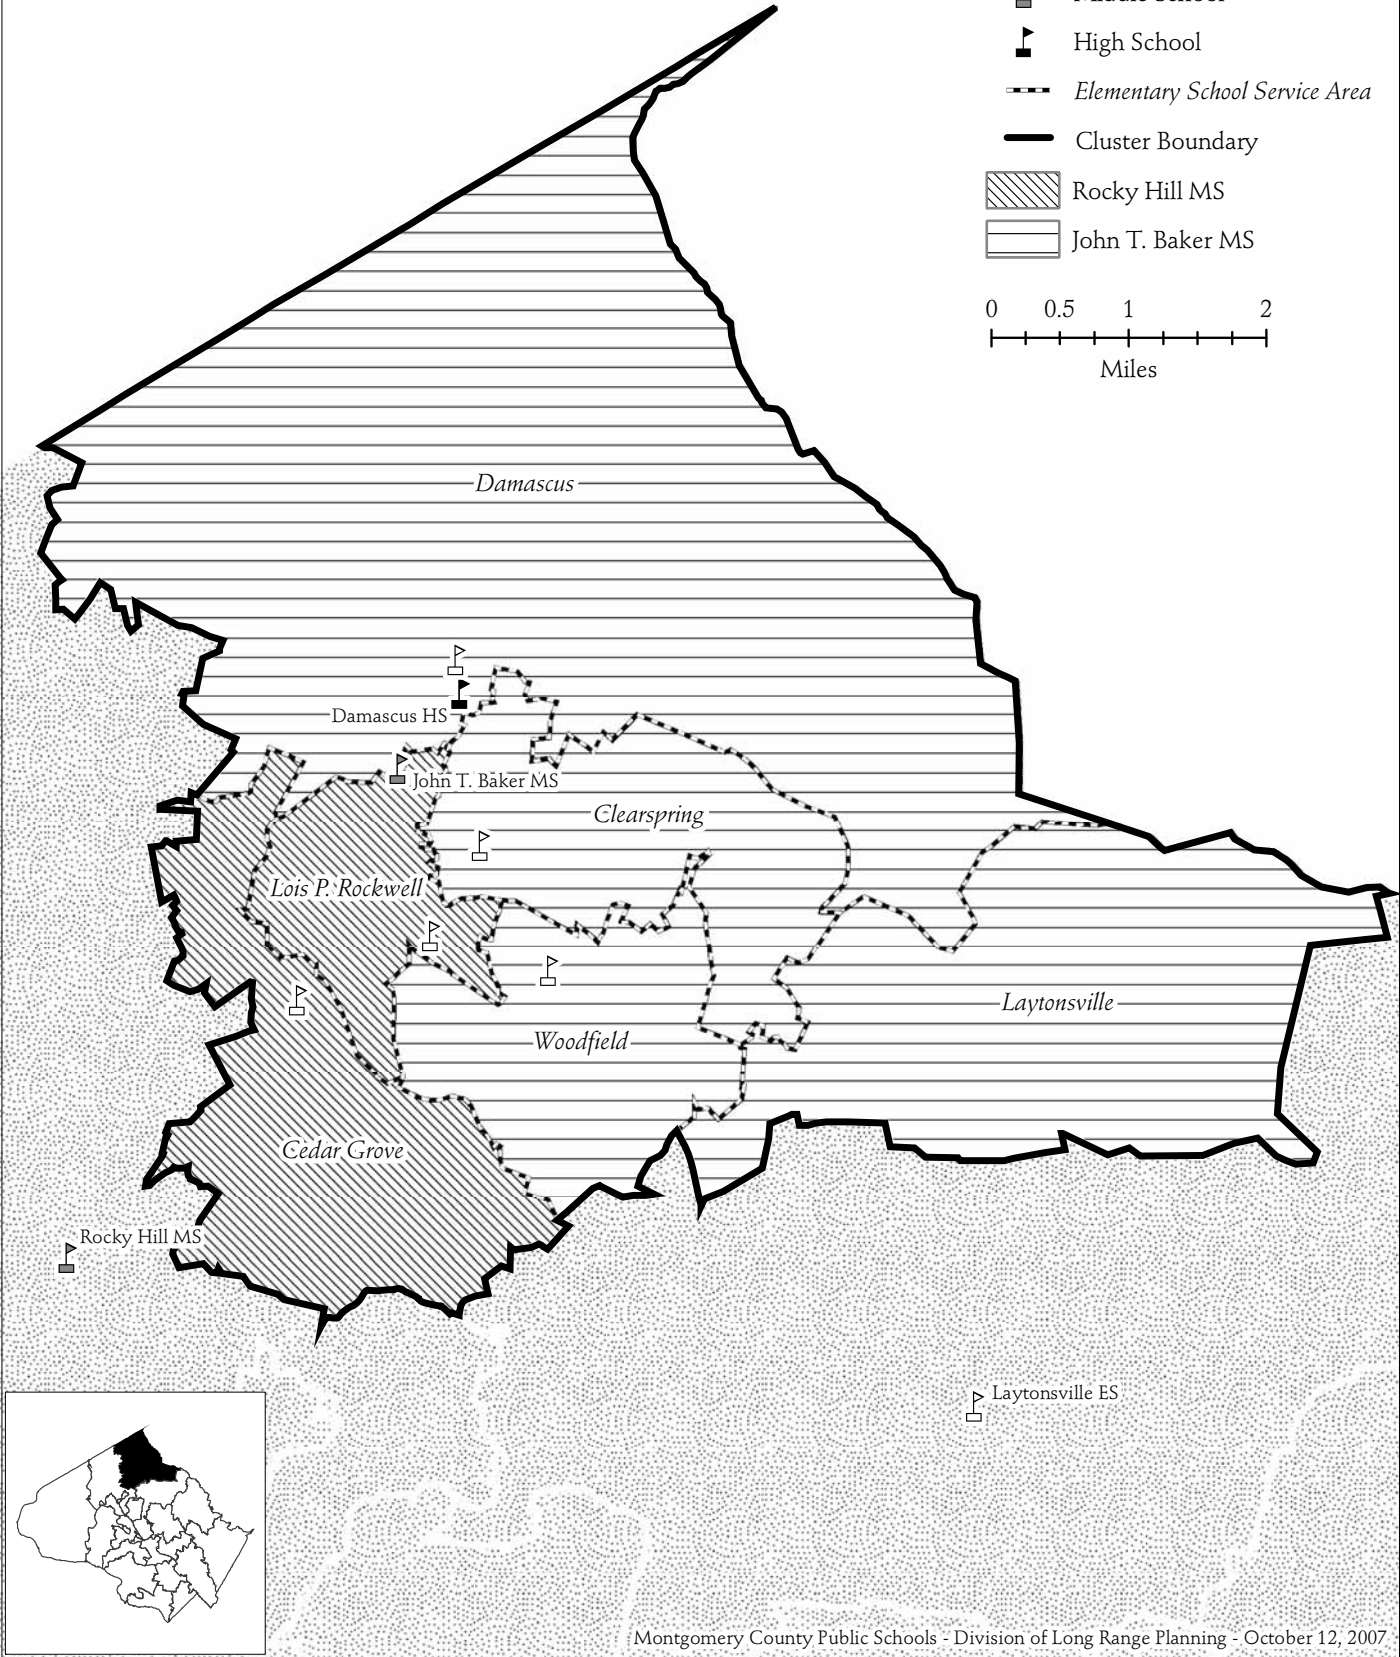 Middle School
High School
Elementary School Service Area
Cluster Boundary
Rocky Hill MS
John T. Baker MS
0 0.5 1 2
Miles
Damascus
Damascus HS
John T. Baker MS
Clearspring
Lois P. Rockwell
Laytonsville
Woodfield
Cedar Grove
Rocky Hill MS
Laytonsville ES
Montgomery County Public Schools - Division of Long Range Planning - October 12, 2007